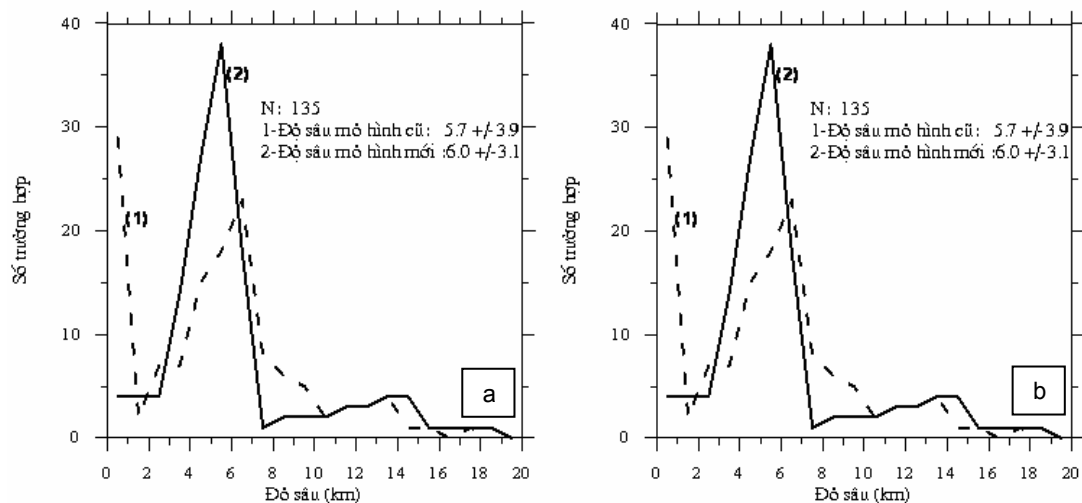 40
30
20
10
0
Số trường hợp
(1)
(2)
N: 135
1-Độ sâu mô hình cũ: 5.7 +/-3.9
2-Độ sâu mô hình mới :6.0 +/-3.1
a
0 2 4 6 8 10 12 14 16 18 20
Độ sâu (km)
40
30
20
10
0
Số trường hợp
(1)
(2)
N: 135
1-Độ sâu mô hình cũ: 5.7 +/-3.9
2-Độ sâu mô hình mới :6.0 +/-3.1
b
0 2 4 6 8 10 12 14 16 18 20
Độ sâu (km)